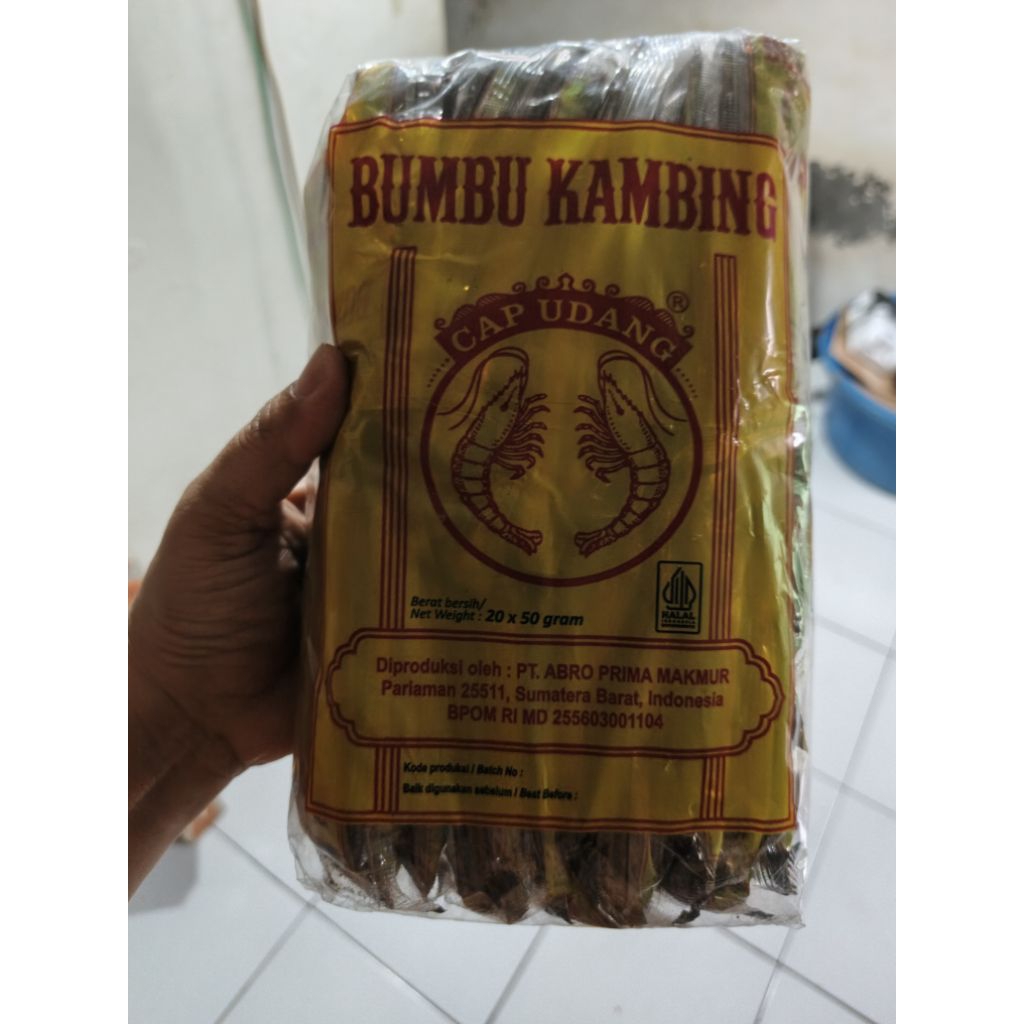 BUMBU KAMBING
CAP UDANG ®
Berat bersih/
Net Weight : 20 x 50 gram
HALAL
INDONESIA
Diproduksi oleh : PT. ABRO PRIMA MAKMUR
Pariaman 25511, Sumatera Barat, Indonesia
BPOM RI MD 255603001104
Kode produksi / Batch No :
Baik digunakan sebelum / Best Before :